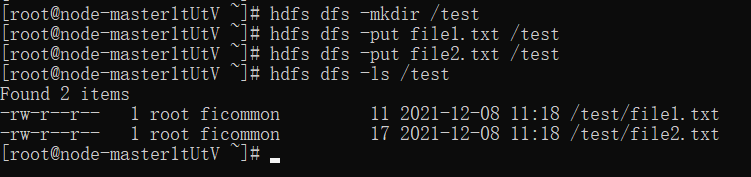 [root@node-master1tUtV ~]# hdfs dfs -mkdir /test
[root@node-master1tUtV ~]# hdfs dfs -put file1.txt /test
[root@node-master1tUtV ~]# hdfs dfs -put file2.txt /test
[root@node-master1tUtV ~]# hdfs dfs -ls /test
Found 2 items
-rw-r--r--   1 root ficommon         11 2021-12-08 11:18 /test/file1.txt
-rw-r--r--   1 root ficommon         17 2021-12-08 11:18 /test/file2.txt
[root@node-master1tUtV ~]#